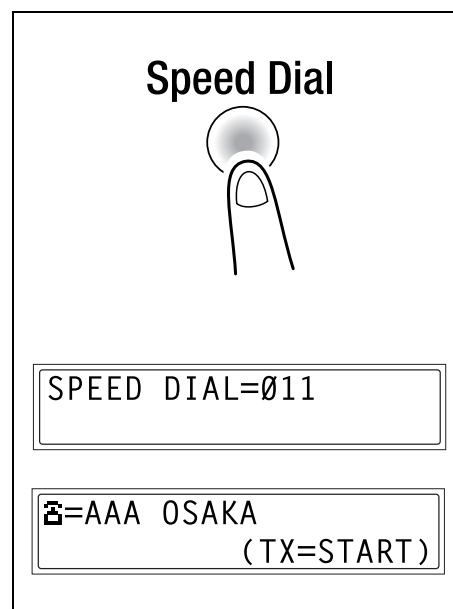 Speed Dial
SPEED DIAL=Ø11
☎=AAA OSAKA
(TX=START)